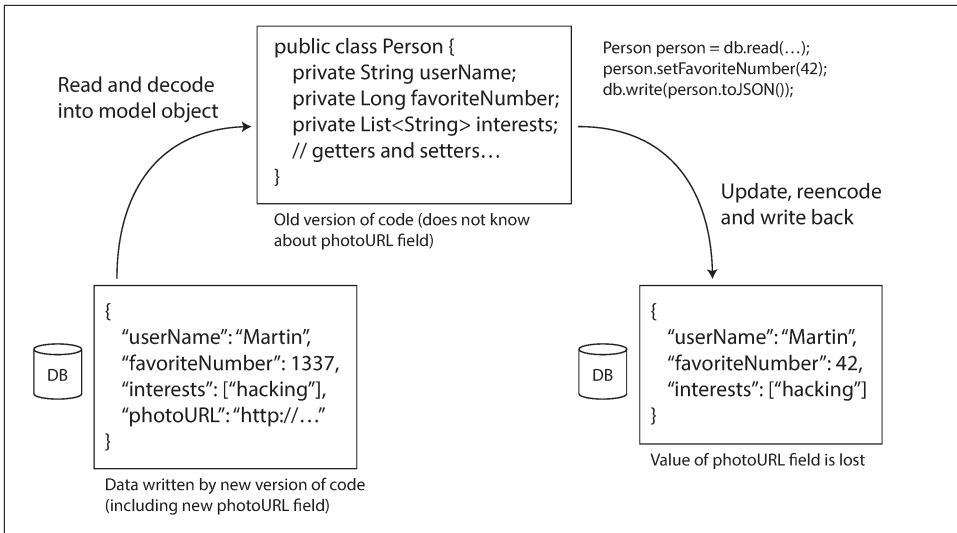 public class Person {
private String userName;
private Long favoriteNumber;
private List<String> interests;
// getters and setters…
}
Person person = db.read(…);
person.setFavoriteNumber(42);
db.write(person.toJSON());
Read and decode
into model object
Old version of code (does not know
about photoURL field)
Update, reencode
and write back
DB
{
“userName”: “Martin”,
“favoriteNumber”: 1337,
“interests”: [“hacking”],
“photoURL”: “http://…”
}
Data written by new version of code
(including new photoURL field)
DB
{
“userName”: “Martin”,
“favoriteNumber”: 42,
“interests”: [“hacking”]
}
Value of photoURL field is lost